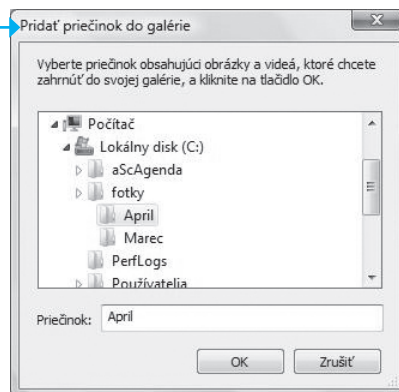 Pridať priečinok do galérie
Vyberte priečinok obsahujúci obrázky a videá, ktoré chcete
zahrnúť do svojej galérie, a kliknite na tlačidlo OK.
Počítač
Lokálny disk (C:)
aScAgenda
fotky
April
Marec
PerfLogs
Používatelia
Priečinok: April
OK Zrušiť